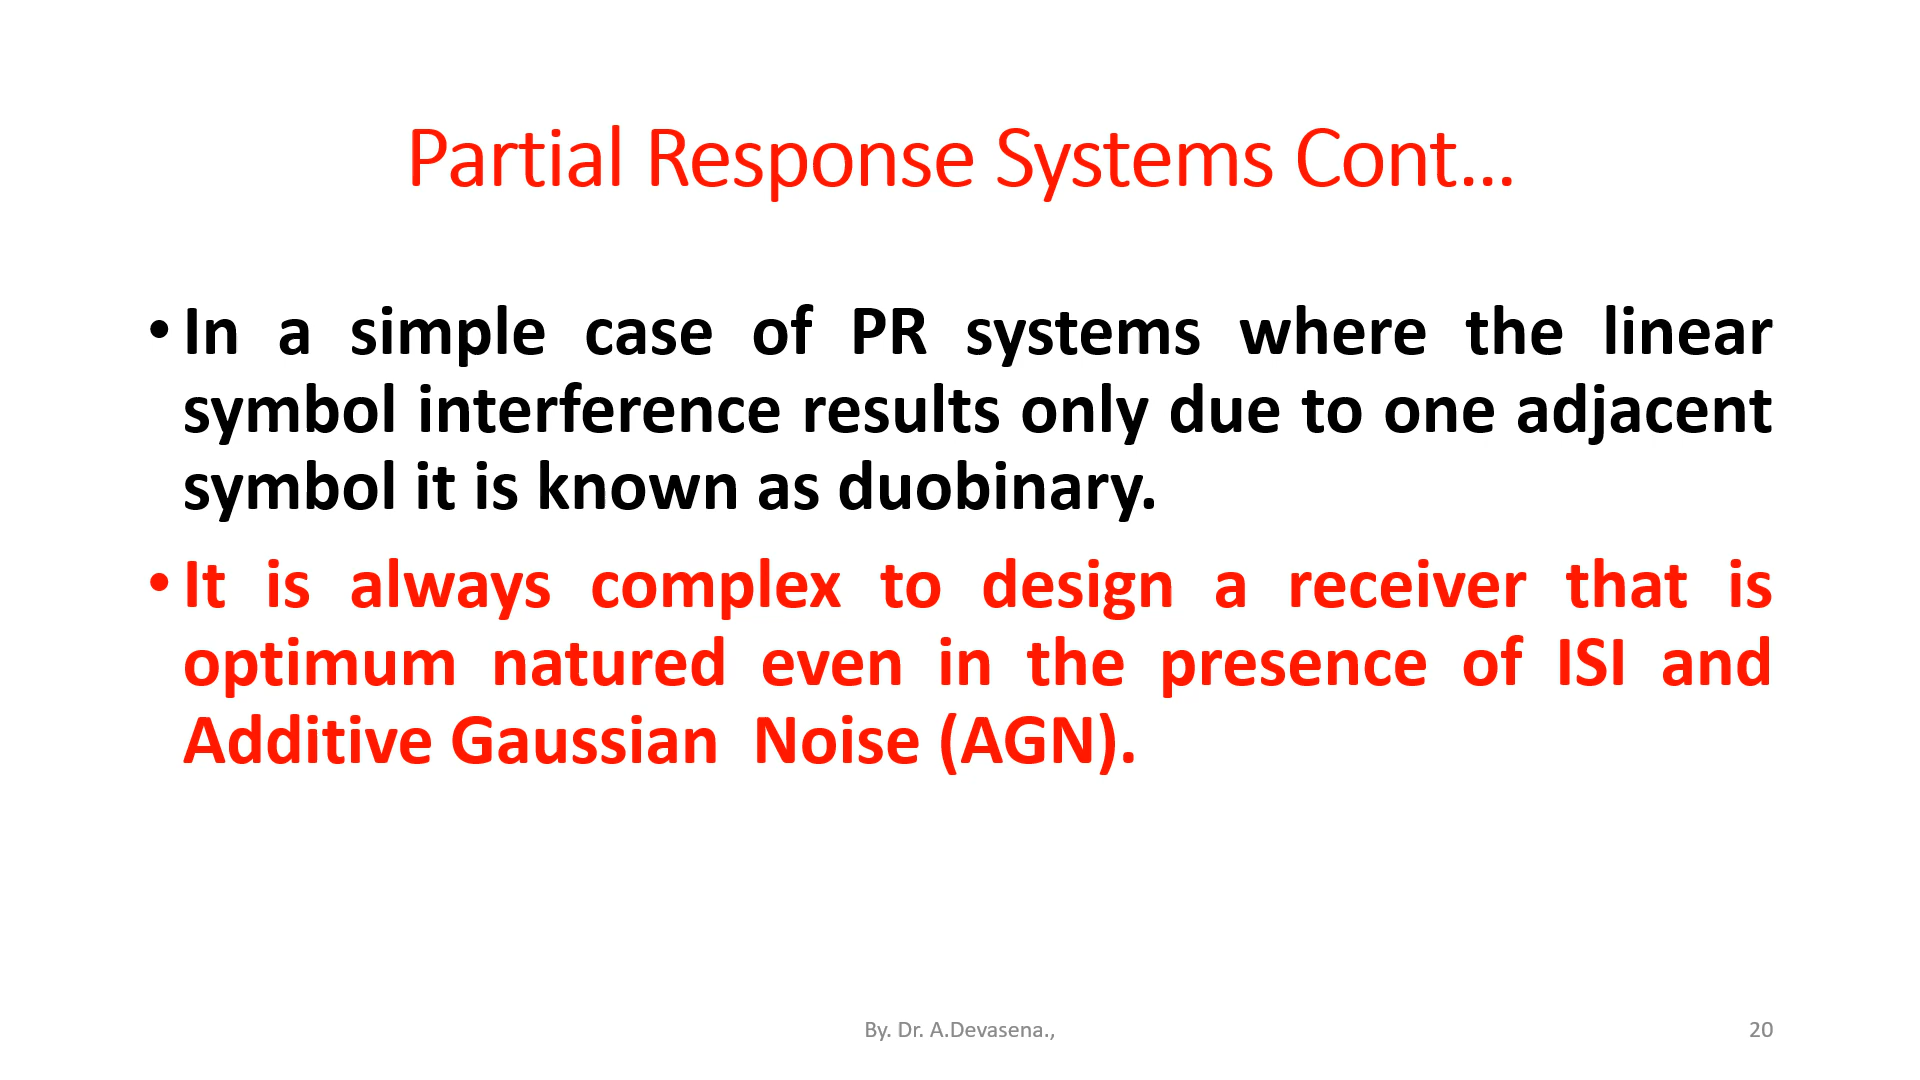 Partial Response Systems Cont...
• In a simple case of PR systems where the linear
symbol interference results only due to one adjacent
symbol it is known as duobinary.
• It is always complex to design a receiver that is
optimum natured even in the presence of ISI and
Additive Gaussian  Noise (AGN).
By. Dr. A.Devasena.,
20